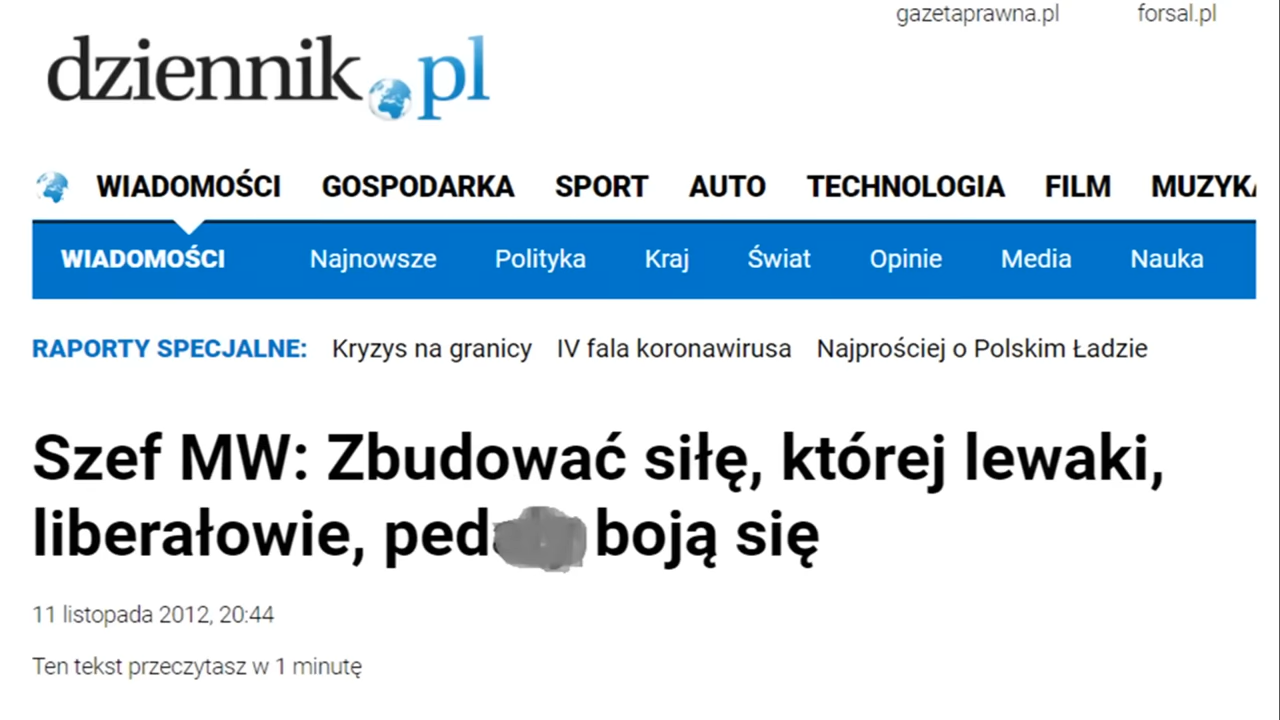 gazetaprawna.pl forsal.pl
dziennik.pl
WIADOMOŚCI GOSPODARKA SPORT AUTO TECHNOLOGIA FILM MUZYKA
WIADOMOŚCI Najnowsze Polityka Kraj Świat Opinie Media Nauka
RAPORTY SPECJALNE: Kryzys na granicy IV fala koronawirusa Najprościej o Polskim Ładzie
Szef MW: Zbudować siłę, której lewaki,
liberałowie, boją się
11 listopada 2012, 20:44
Ten tekst przeczytasz w 1 minutę